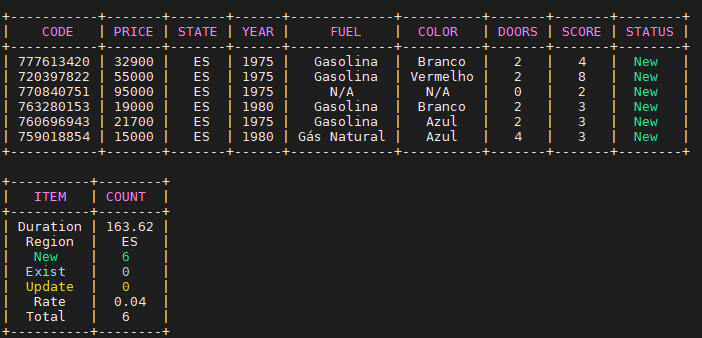 +-----------+-------+-------+------+-------------+----------+-------+-------+--------+
|    CODE   | PRICE | STATE | YEAR |     FUEL    |  COLOR   | DOORS | SCORE | STATUS |
+-----------+-------+-------+------+-------------+----------+-------+-------+--------+
| 777613420 | 32900 |   ES  | 1975 |   Gasolina  |  Branco  |   2   |   4   |  New   |
| 720397822 | 55000 |   ES  | 1975 |   Gasolina  | Vermelho |   2   |   8   |  New   |
| 770840751 | 95000 |   ES  | 1975 |     N/A     |   N/A    |   0   |   2   |  New   |
| 763280153 | 19000 |   ES  | 1980 |   Gasolina  |  Branco  |   2   |   3   |  New   |
| 760696943 | 21700 |   ES  | 1975 |   Gasolina  |   Azul   |   2   |   3   |  New   |
| 759018854 | 15000 |   ES  | 1980 | Gás Natural |   Azul   |   4   |   3   |  New   |
+-----------+-------+-------+------+-------------+----------+-------+-------+--------+
+----------+--------+
|   ITEM   | COUNT  |
+----------+--------+
| Duration | 163.62 |
|  Region  |   ES   |
|   New    |   6    |
|  Exist   |   0    |
|  Update  |   0    |
|   Rate   |  0.04  |
|  Total   |   6    |
+----------+--------+